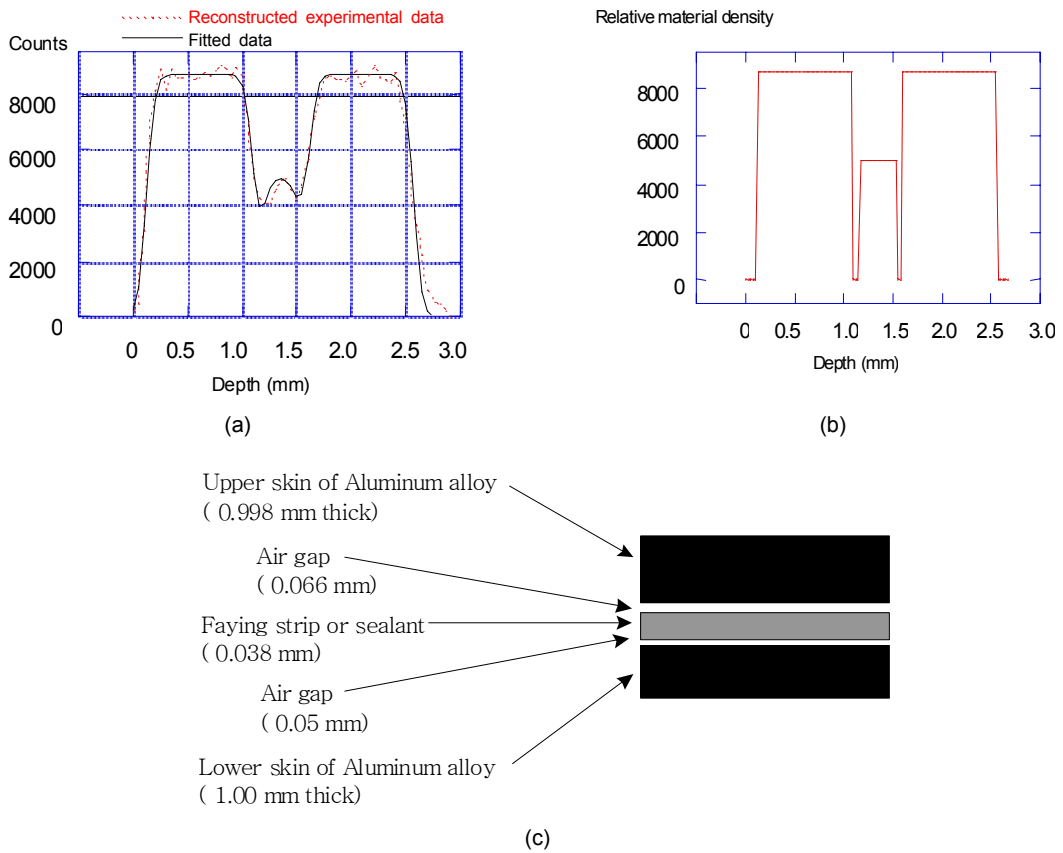 Reconstructed experimental data
Fitted data
Counts
8000
6000
4000
2000
0
0 0.5 1.0 1.5 2.0 2.5 3.0
Depth (mm)
(a)
Relative material density
8000
6000
4000
2000
0
0 0.5 1.0 1.5 2.0 2.5 3.0
Depth (mm)
(b)
Upper skin of Aluminum alloy
( 0.998 mm thick)
Air gap
( 0.066 mm)
Faying strip or sealant
( 0.038 mm)
Air gap
( 0.05 mm)
Lower skin of Aluminum alloy
( 1.00 mm thick)
(c)